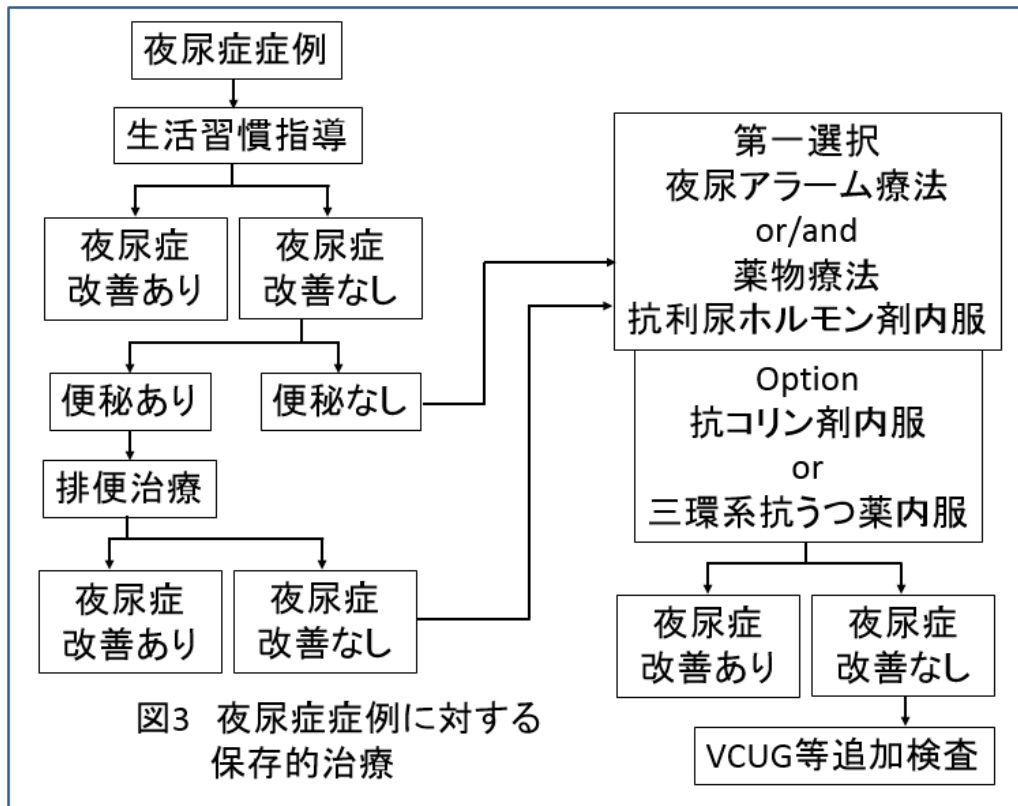 夜尿症症例
生活習慣指導
夜尿症
改善あり
夜尿症
改善なし
便秘あり
便秘なし
排便治療
夜尿症
改善あり
夜尿症
改善なし
第一選択
夜尿アラーム療法
or/and
薬物療法
抗利尿ホルモン剤内服
Option
抗コリン剤内服
or
三環系抗うつ薬内服
夜尿症
改善あり
夜尿症
改善なし
VCUG等追加検査
図3 夜尿症症例に対する
保存的治療